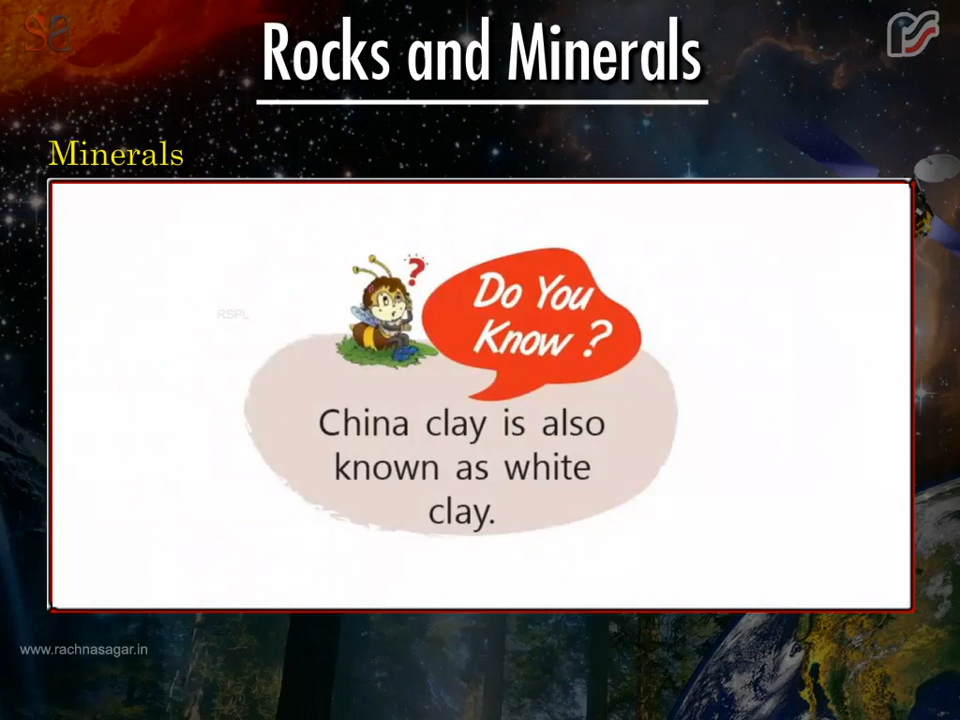 Rocks and Minerals
Minerals
RSPL
?
Do You
Know ?
China clay is also
known as white
clay.
www.rachnasagar.in